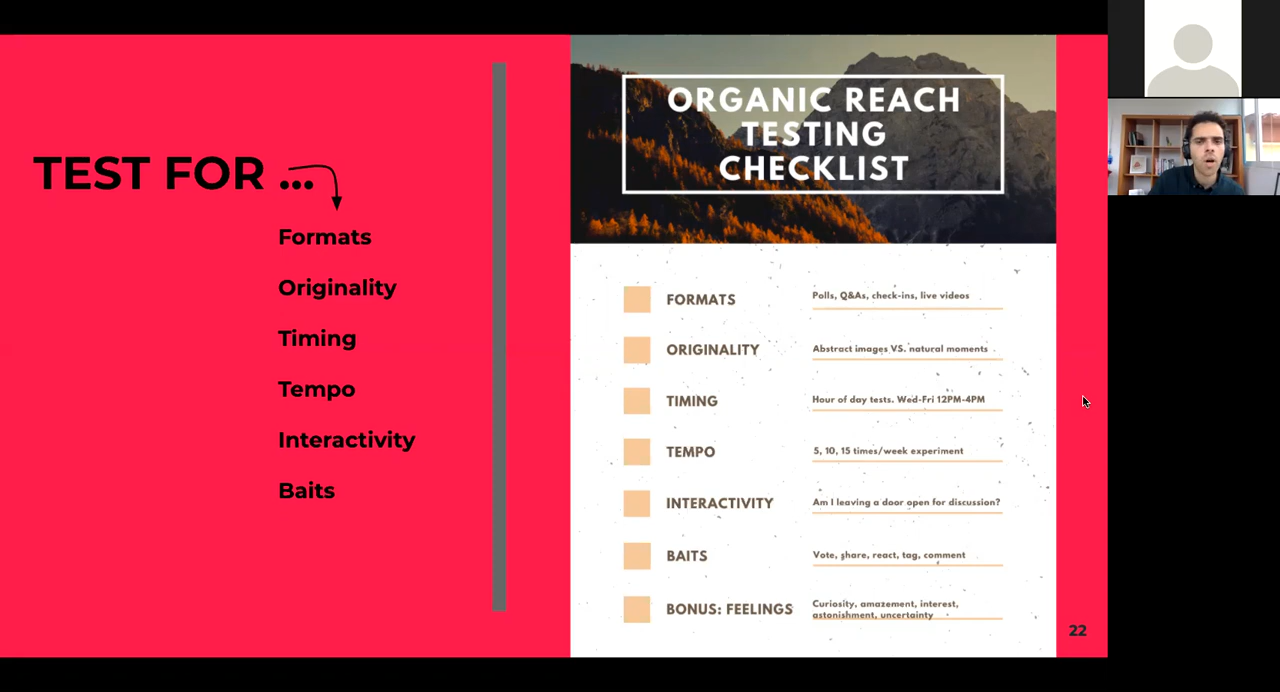 TEST FOR ...
Formats
Originality
Timing
Tempo
Interactivity
Baits
ORGANIC REACH
TESTING
CHECKLIST
FORMATS Polls, Q&As, check-ins, live videos
ORIGINALITY Abstract images VS. natural moments
TIMING Hour of day tests. Wed-Fri 12PM-4PM
TEMPO 5, 10, 15 times/week experiment
INTERACTIVITY Am I leaving a door open for discussion?
BAITS Vote, share, react, tag, comment
BONUS: FEELINGS Curiosity, amazement, interest,
astonishment, uncertainty
22